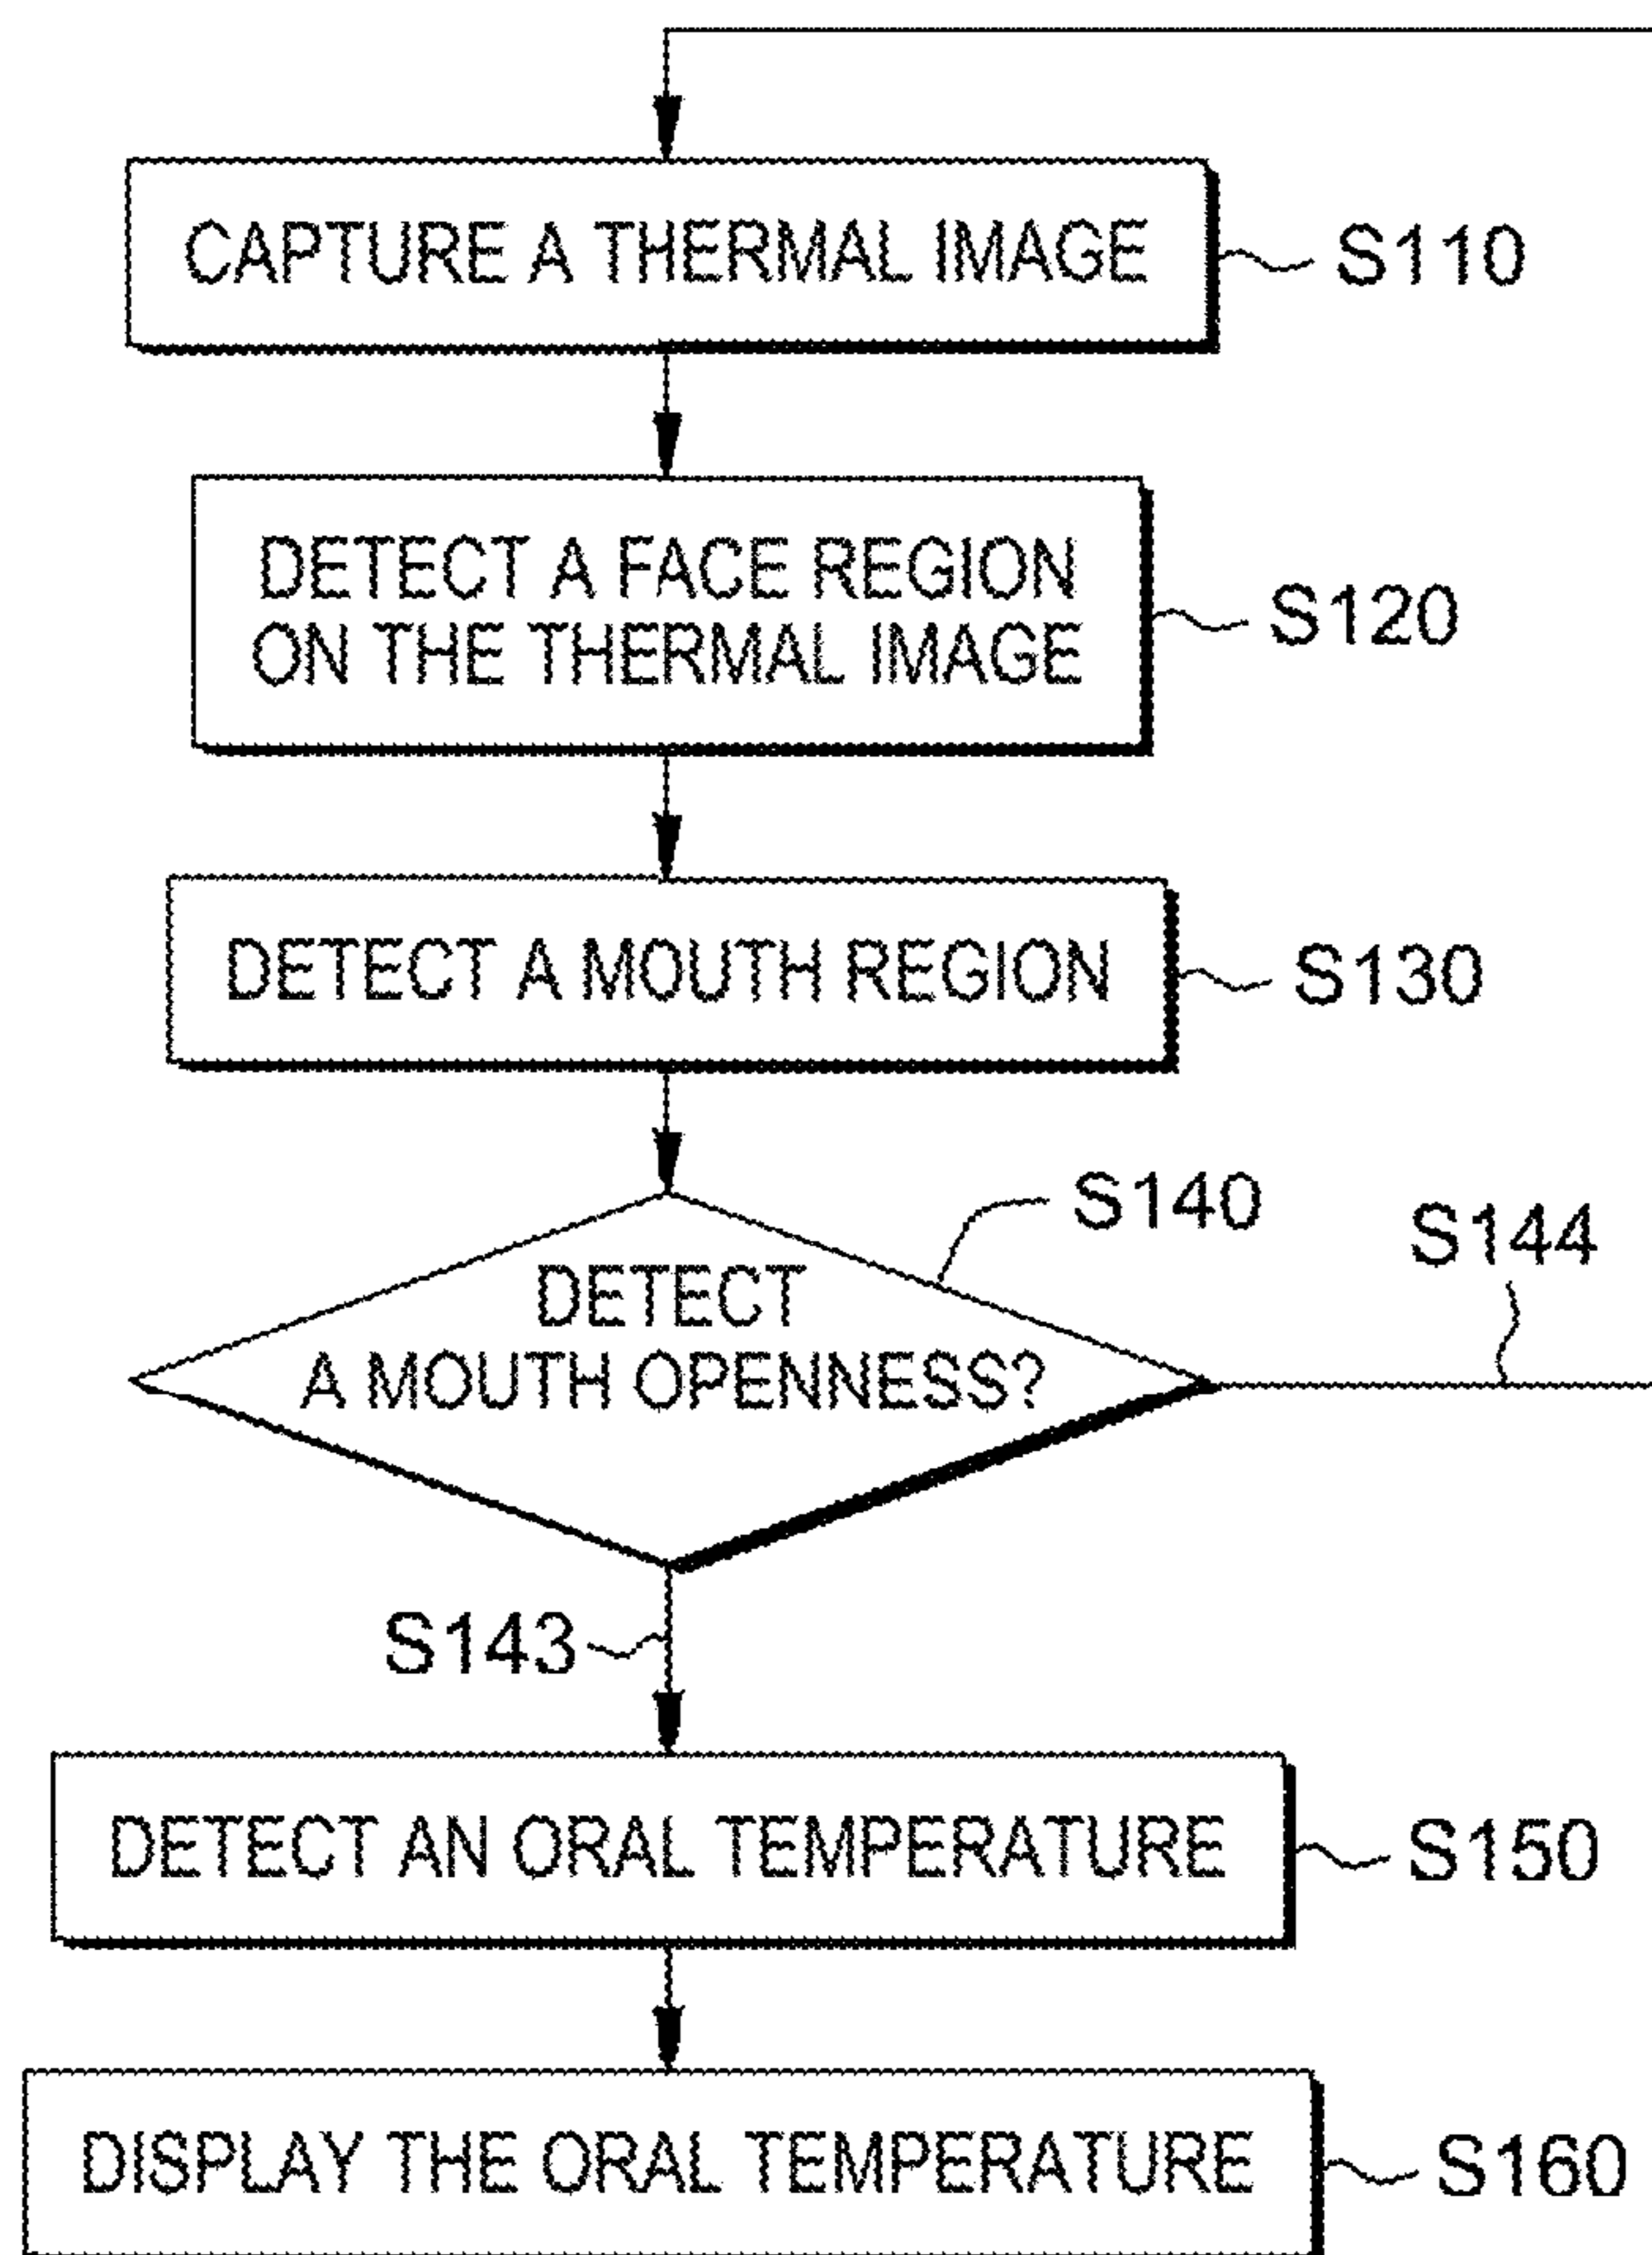 CAPTURE A THERMAL IMAGE
S110
DETECT A FACE REGION
ON THE THERMAL IMAGE
S120
DETECT A MOUTH REGION
S130
S140
S144
DETECT
A MOUTH OPENNESS?
S143
DETECT AN ORAL TEMPERATURE
S150
DISPLAY THE ORAL TEMPERATURE
S160